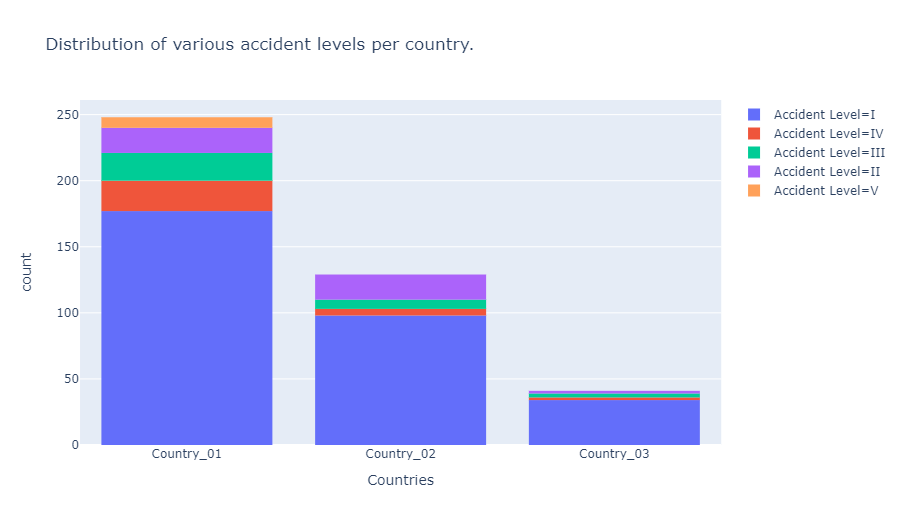 Distribution of various accident levels per country.
250
200
150
100
50
0
count
Country_01
Country_02
Country_03
Countries
Accident Level=I
Accident Level=IV
Accident Level=III
Accident Level=II
Accident Level=V